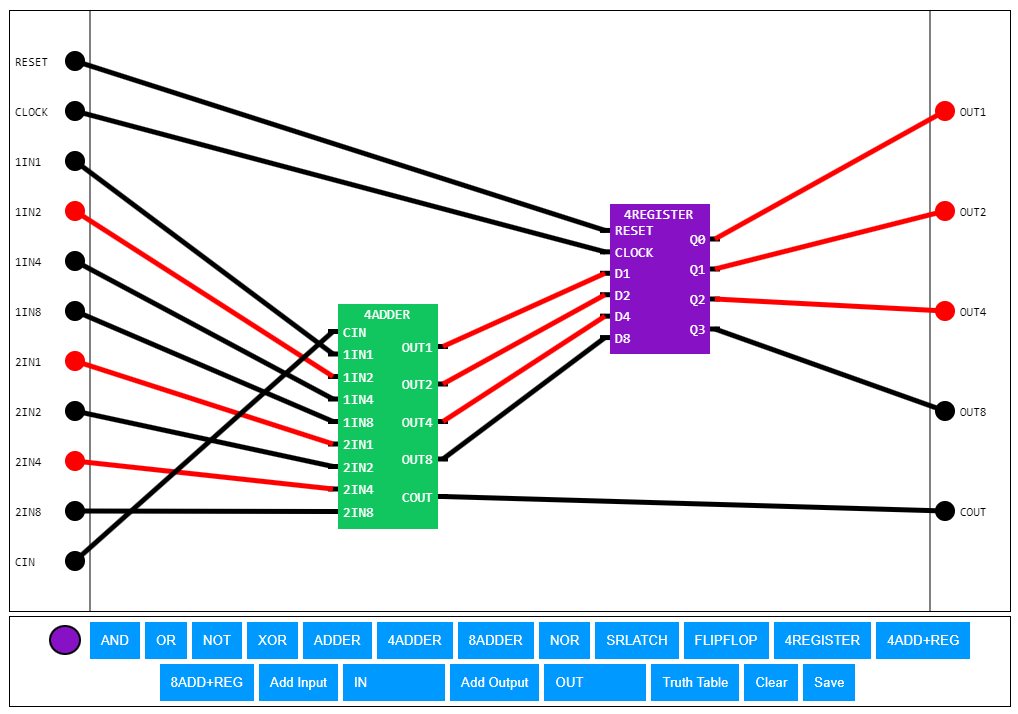 RESET
CLOCK
1IN1
1IN2
1IN4
1IN8
2IN1
2IN2
2IN4
2IN8
CIN
4ADDER
CIN
1IN1
1IN2
1IN4
1IN8
2IN1
2IN2
2IN4
2IN8
OUT1
OUT2
OUT4
OUT8
COUT
4REGISTER
RESET
CLOCK
D1
D2
D4
D8
Q0
Q1
Q2
Q3
OUT1
OUT2
OUT4
OUT8
COUT
AND OR NOT XOR ADDER 4ADDER 8ADDER NOR SRLATCH FLIPFLOP 4REGISTER 4ADD+REG
8ADD+REG Add Input IN Add Output OUT Truth Table Clear Save